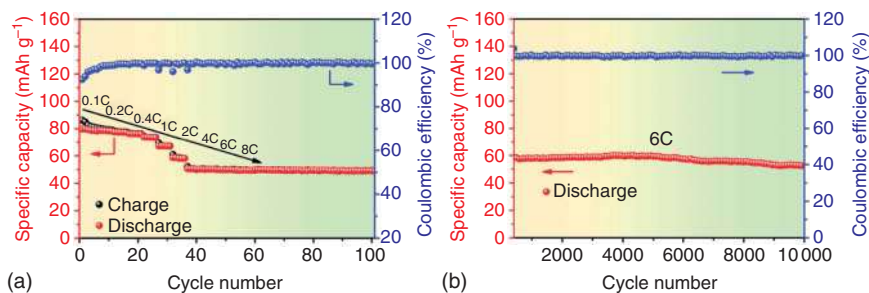 160
140
120
100
80
60
40
20
0
Specific capacity (mAh g⁻¹)
0.1C 0.2C 0.4C 1C 2C 4C 6C 8C
Charge
Discharge
0 20 40 60 80 100
Cycle number
120
100
80
60
40
20
Coulombic efficiency (%)
(a)
160
140
120
100
80
60
40
20
0
Specific capacity (mAh g⁻¹)
6C
Discharge
2000 4000 6000 8000 10000
Cycle number
120
100
80
60
40
20
0
Coulombic efficiency (%)
(b)